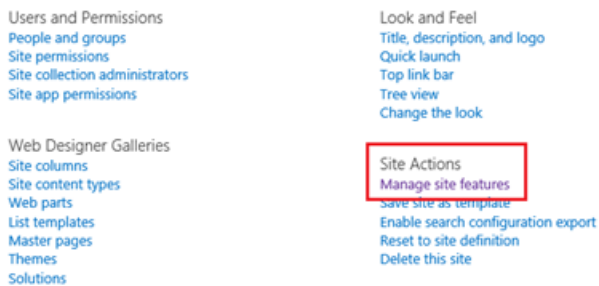 Users and Permissions
People and groups
Site permissions
Site collection administrators
Site app permissions
Web Designer Galleries
Site columns
Site content types
Web parts
List templates
Master pages
Themes
Solutions
Look and Feel
Title, description, and logo
Quick launch
Top link bar
Tree view
Change the look
Site Actions
Manage site features
Save site as template
Enable search configuration export
Reset to site definition
Delete this site